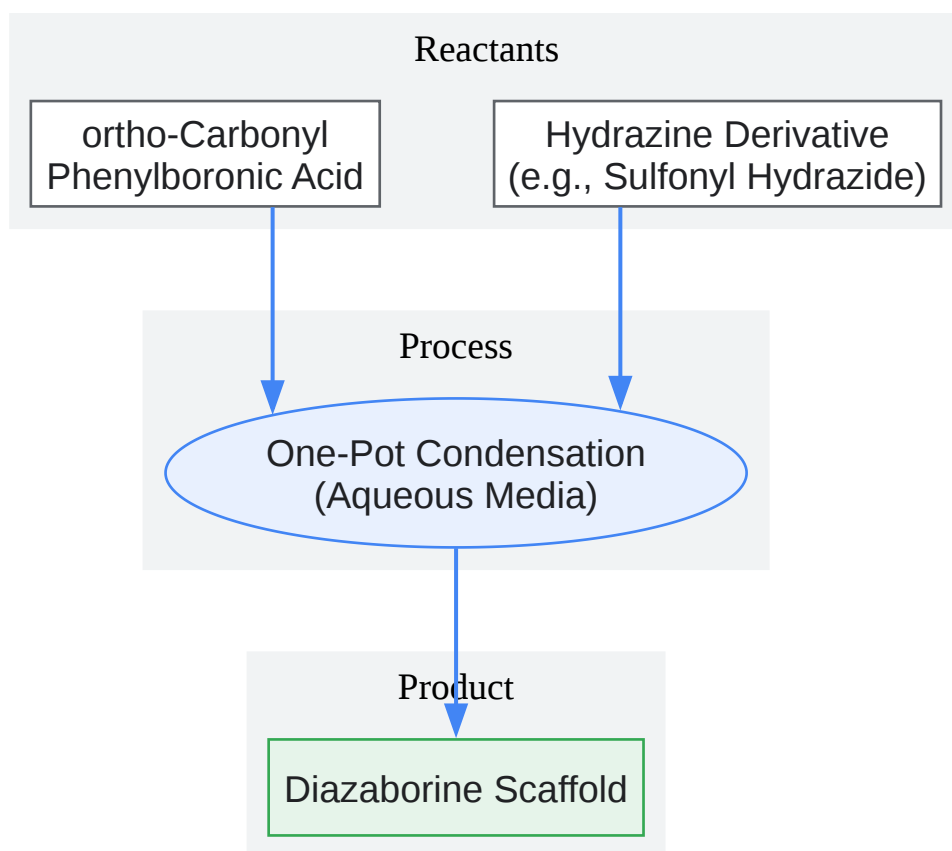 Reactants
ortho-Carbonyl
Phenylboronic Acid
Hydrazine Derivative
(e.g., Sulfonyl Hydrazide)
Process
One-Pot Condensation
(Aqueous Media)
Product
Diazaborine Scaffold